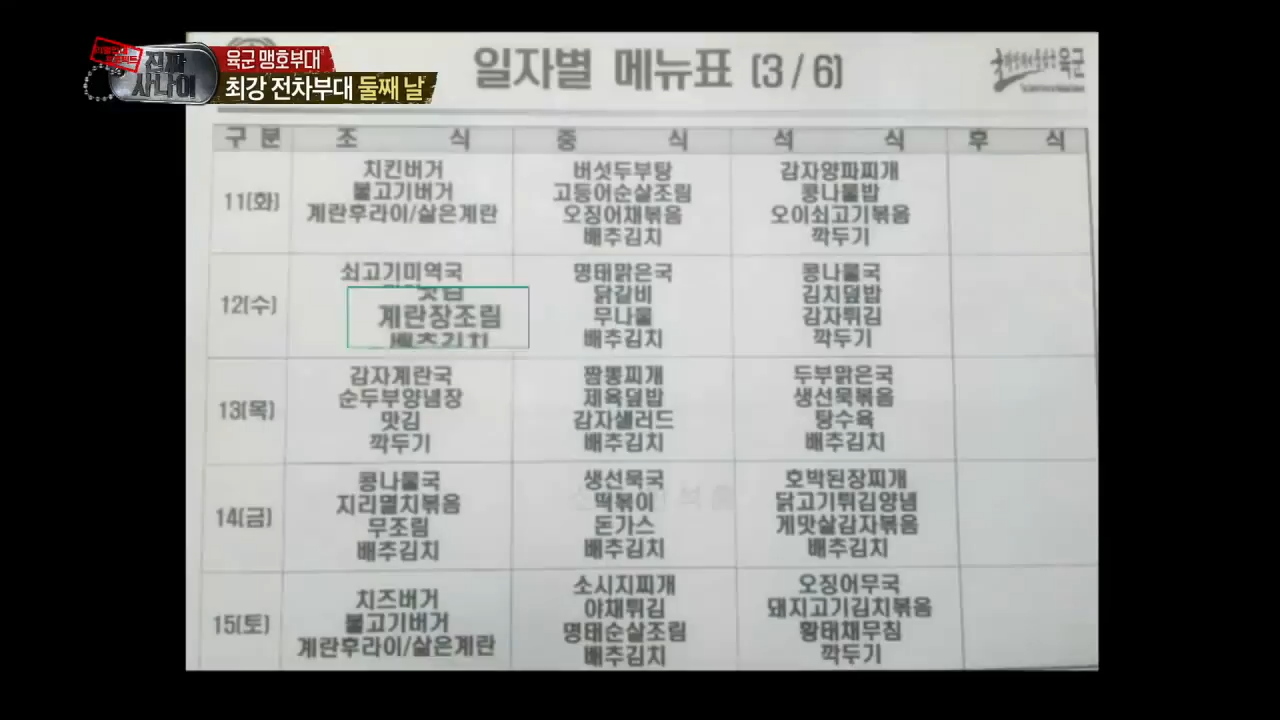 진짜
사나이
육군 맹호부대
최강 전차부대 둘째 날
일자별 메뉴표 (3 / 6)
육군
구 분 조 식 중 식 석 식 후 식
11(화)
치킨버거
불고기버거
계란후라이/삶은계란
버섯두부탕
고등어순살조림
오징어채볶음
배추김치
감자양파찌개
콩나물밥
오이쇠고기볶음
깍두기
12(수)
쇠고기미역국
계란장조림
배추김치
명태맑은국
닭갈비
무나물
배추김치
콩나물국
김치덮밥
감자튀김
깍두기
13(목)
감자계란국
순두부양념장
맛김
깍두기
짬뽕찌개
제육덮밥
감자샐러드
배추김치
두부맑은국
생선묵볶음
탕수육
배추김치
14(금)
콩나물국
지리멸치볶음
무조림
배추김치
생선묵국
떡볶이
돈가스
배추김치
호박된장찌개
닭고기튀김양념
게맛살감자볶음
배추김치
15(토)
치즈버거
불고기버거
계란후라이/삶은계란
소시지찌개
야채튀김
명태순살조림
배추김치
오징어무국
돼지고기김치볶음
황태채무침
깍두기